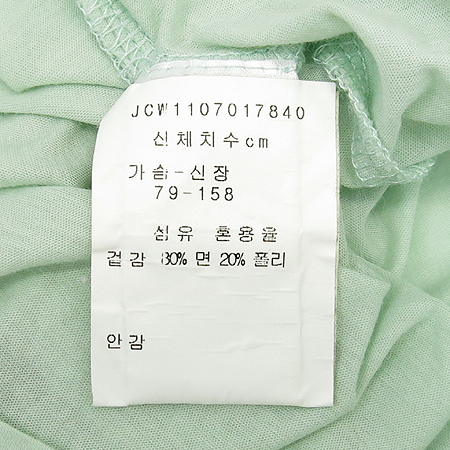 JCW1107017840
신체치수cm
가슴-신장
79-158
섬유 혼용율
겉감 80% 면 20% 폴리
안감